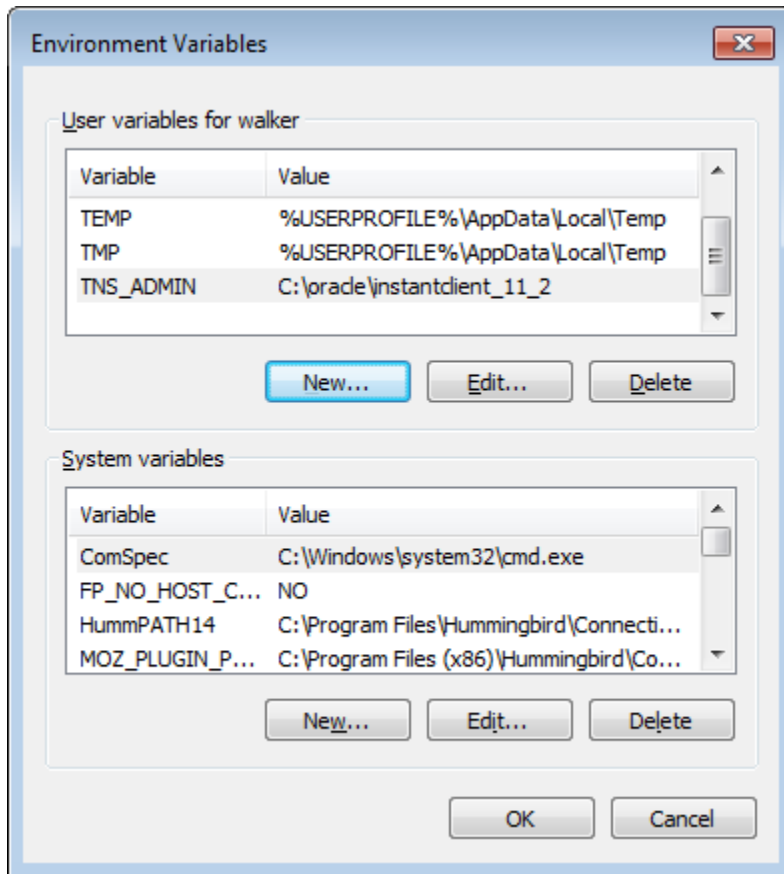 Environment Variables
User variables for walker
Variable Value
TEMP %USERPROFILE%\AppData\Local\Temp
TMP %USERPROFILE%\AppData\Local\Temp
TNS_ADMIN C:\oracle\instantclient_11_2
New... Edit... Delete
System variables
Variable Value
ComSpec C:\Windows\system32\cmd.exe
FP_NO_HOST_C... NO
HummPATH14 C:\Program Files\Hummingbird\Connecti...
MOZ_PLUGIN_P... C:\Program Files (x86)\Hummingbird\Co...
New... Edit... Delete
OK Cancel